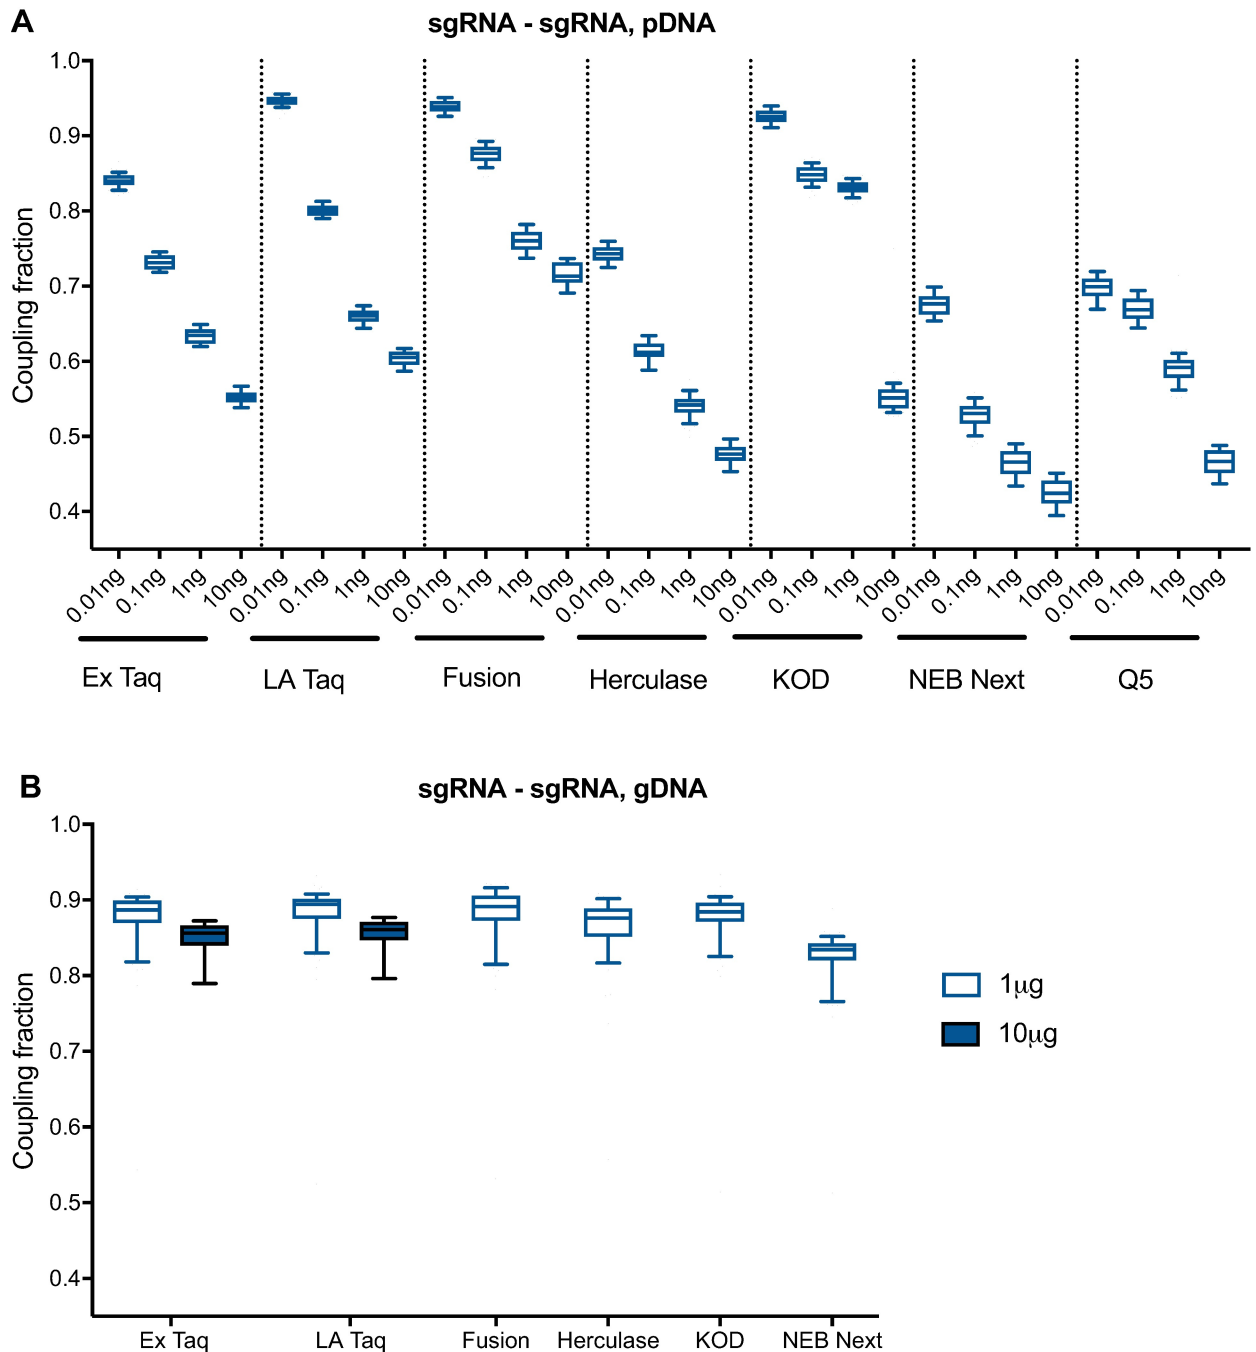 A
sgRNA - sgRNA, pDNA
Coupling fraction
1.0
0.9
0.8
0.7
0.6
0.5
0.4
0.01ng 0.1ng 1ng 10ng 0.01ng 0.1ng 1ng 10ng 0.01ng 0.1ng 1ng 10ng 0.01ng 0.1ng 1ng 10ng 0.01ng 0.1ng 1ng 10ng 0.01ng 0.1ng 1ng 10ng 0.01ng 0.1ng 1ng 10ng
Ex Taq LA Taq Fusion Herculase KOD NEB Next Q5
B
sgRNA - sgRNA, gDNA
Coupling fraction
1.0
0.9
0.8
0.7
0.6
0.5
0.4
1μg
10μg
Ex Taq LA Taq Fusion Herculase KOD NEB Next